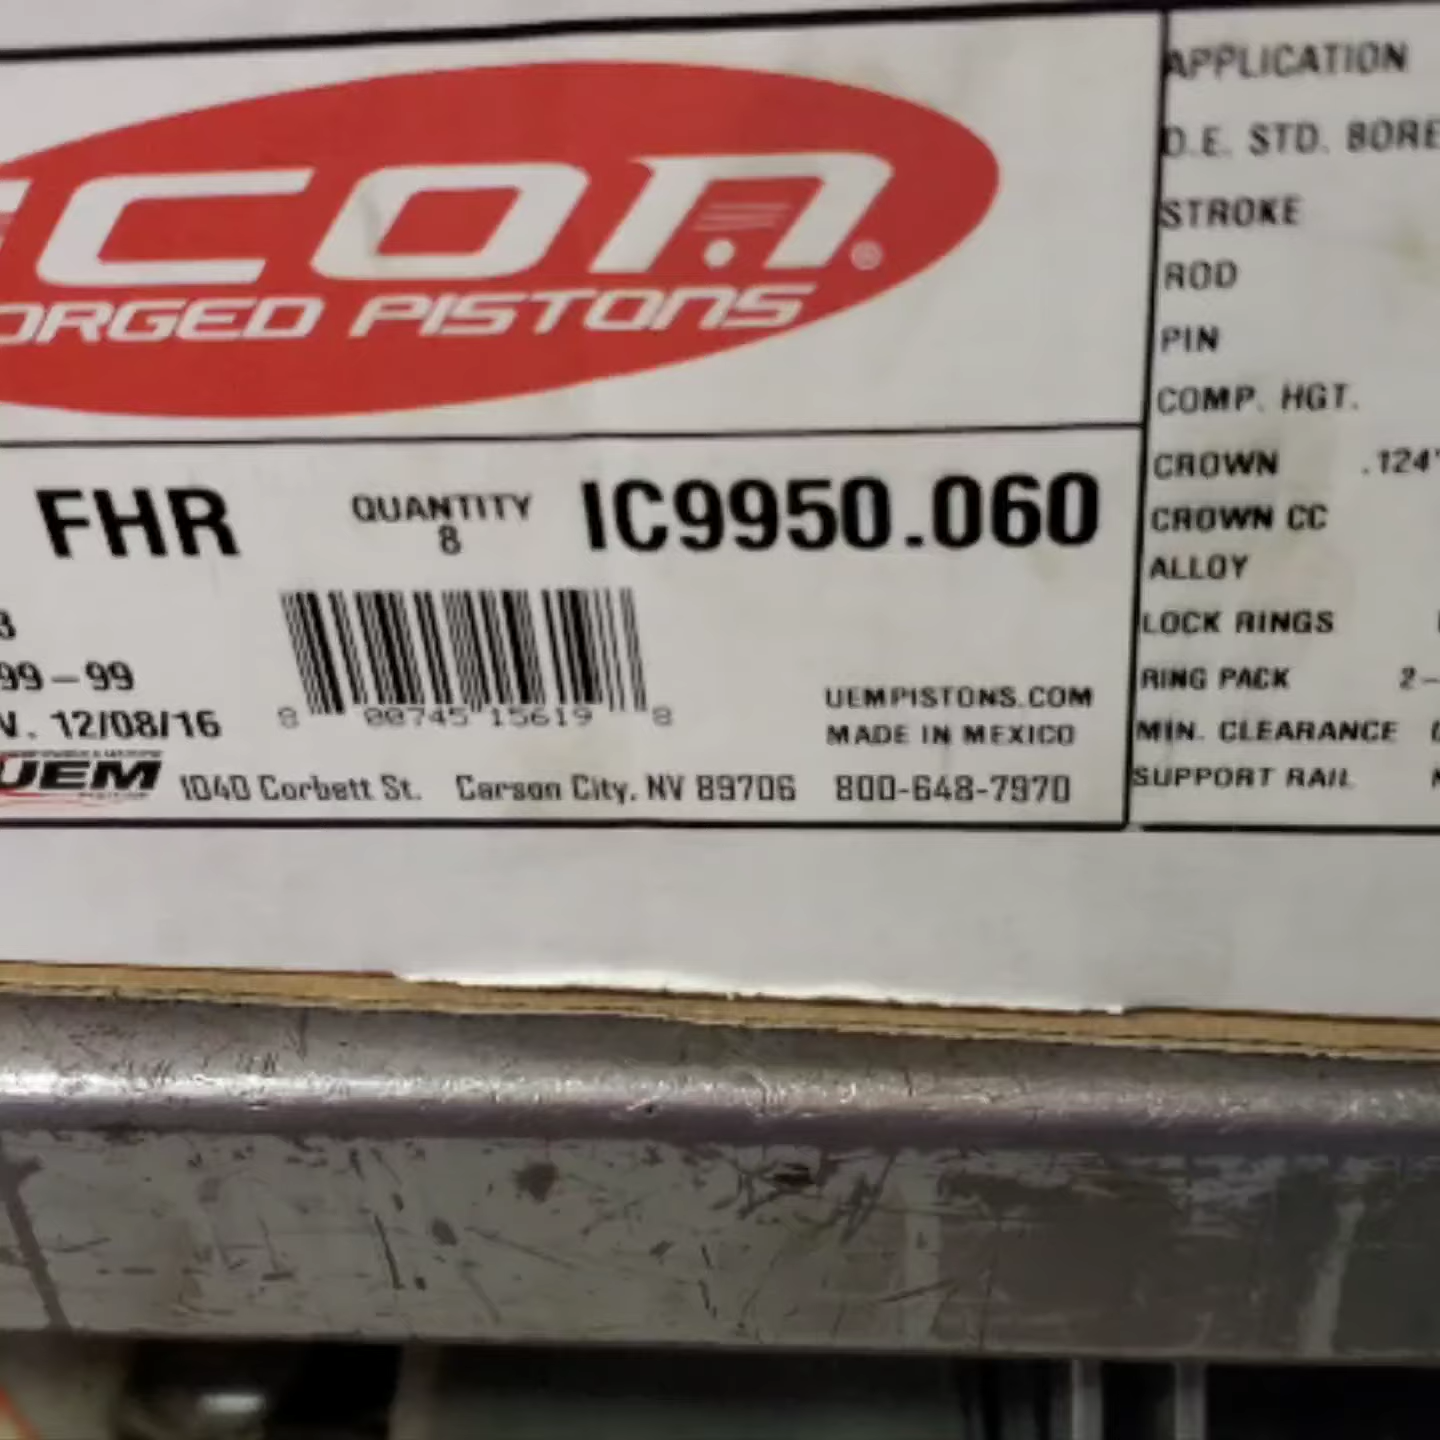 CON®
ORGED PISTONS
FHR
QUANTITY
8
IC9950.060
3
99-99
V. 12/08/16
8 00745 15619 8
UEMPISTONS.COM
MADE IN MEXICO
UEM
1040 Corbett St. Carson City, NV 89706 800-648-7970
APPLICATION
O.E. STD. BORE
STROKE
ROD
PIN
COMP. HGT.
CROWN .124"
CROWN CC
ALLOY
LOCK RINGS
RING PACK 2-
MIN. CLEARANCE
SUPPORT RAIL